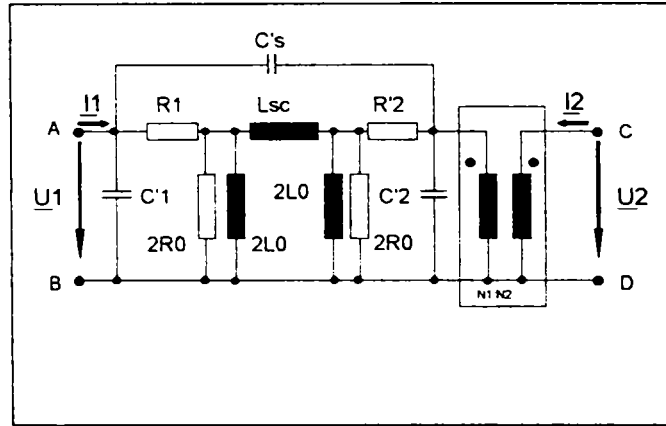 C's
I1 R1 Lsc R'2 I2
A C
U1 C'1 2L0 C'2 U2
2R0 2L0 2R0
B D
N1 N2